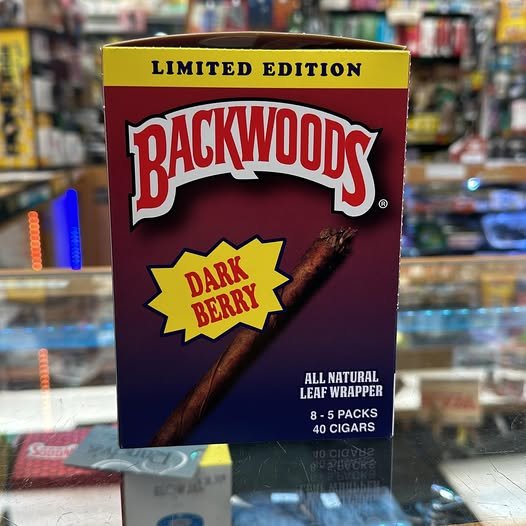 LIMITED EDITION
BACKWOODS®
DARK
BERRY
ALL NATURAL
LEAF WRAPPER
8 - 5 PACKS
40 CIGARS